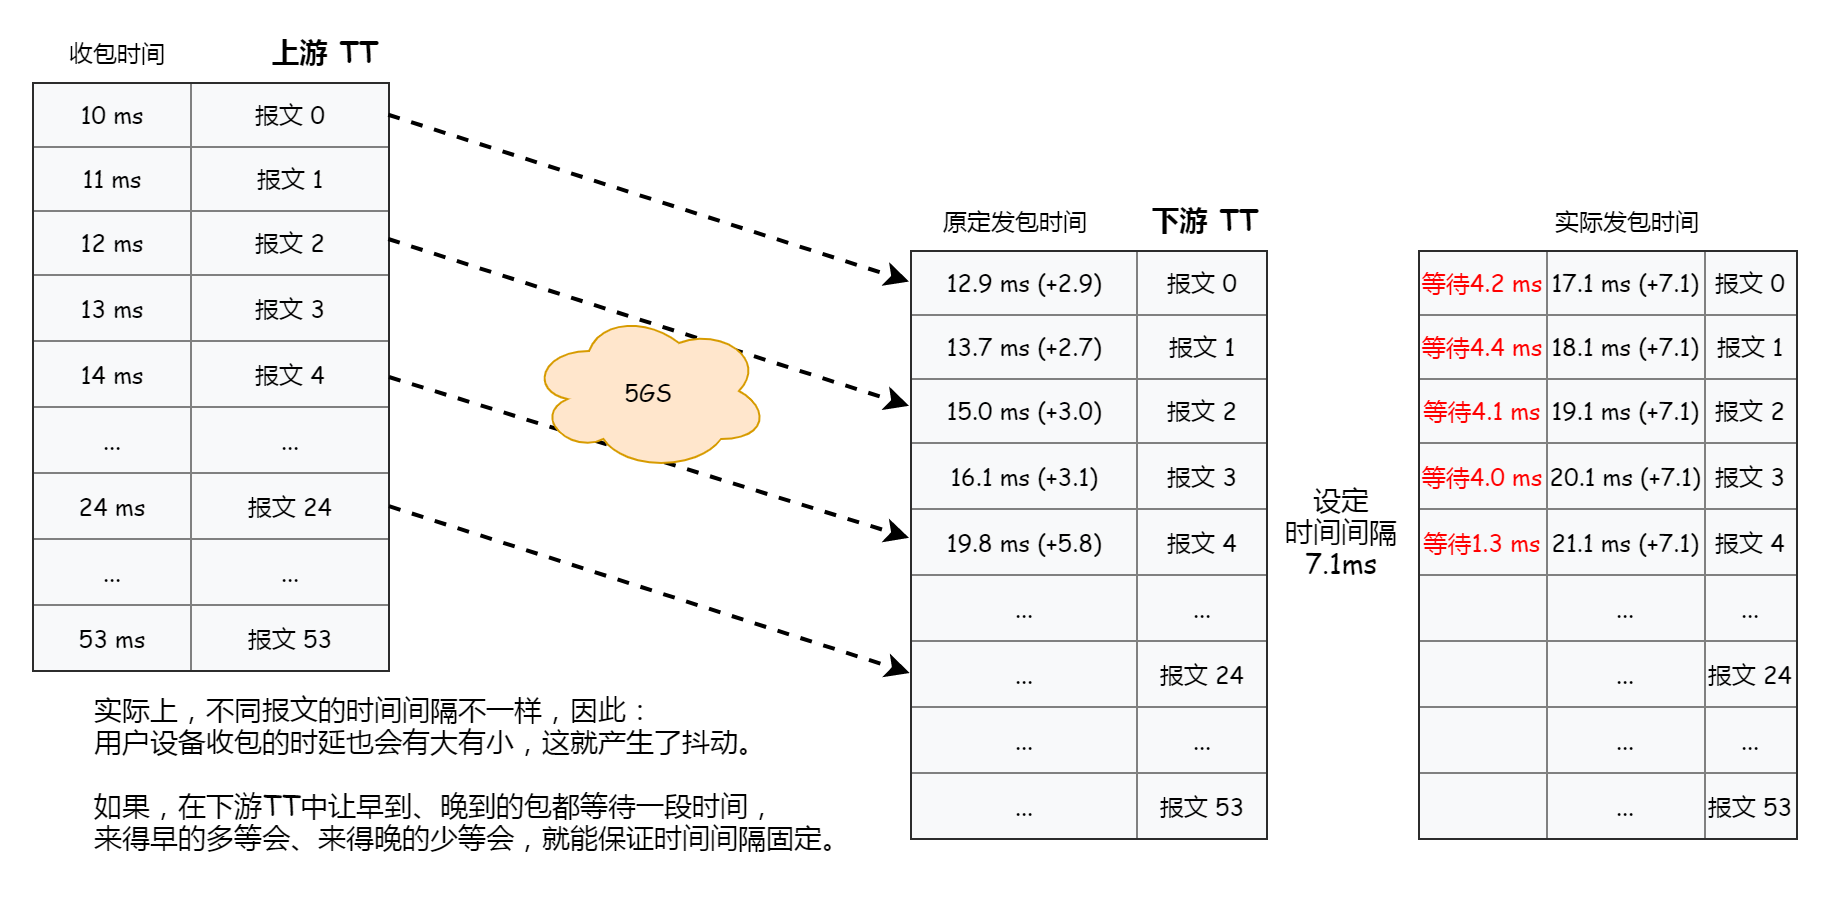 收包时间 上游 TT
10 ms 报文 0
11 ms 报文 1
12 ms 报文 2
13 ms 报文 3
14 ms 报文 4
... ...
24 ms 报文 24
... ...
53 ms 报文 53
5GS
原定发包时间 下游 TT
12.9 ms (+2.9) 报文 0
13.7 ms (+2.7) 报文 1
15.0 ms (+3.0) 报文 2
16.1 ms (+3.1) 报文 3
19.8 ms (+5.8) 报文 4
... ...
... 报文 24
... ...
... 报文 53
设定
时间间隔
7.1ms
实际发包时间
等待4.2 ms 17.1 ms (+7.1) 报文 0
等待4.4 ms 18.1 ms (+7.1) 报文 1
等待4.1 ms 19.1 ms (+7.1) 报文 2
等待4.0 ms 20.1 ms (+7.1) 报文 3
等待1.3 ms 21.1 ms (+7.1) 报文 4
... ...
... 报文 24
... ...
... 报文 53
实际上，不同报文的时间间隔不一样，因此：
用户设备收包的时延也会有大有小，这就产生了抖动。
如果，在下游TT中让早到、晚到的包都等待一段时间，
来得早的多等会、来得晚的少等会，就能保证时间间隔固定。